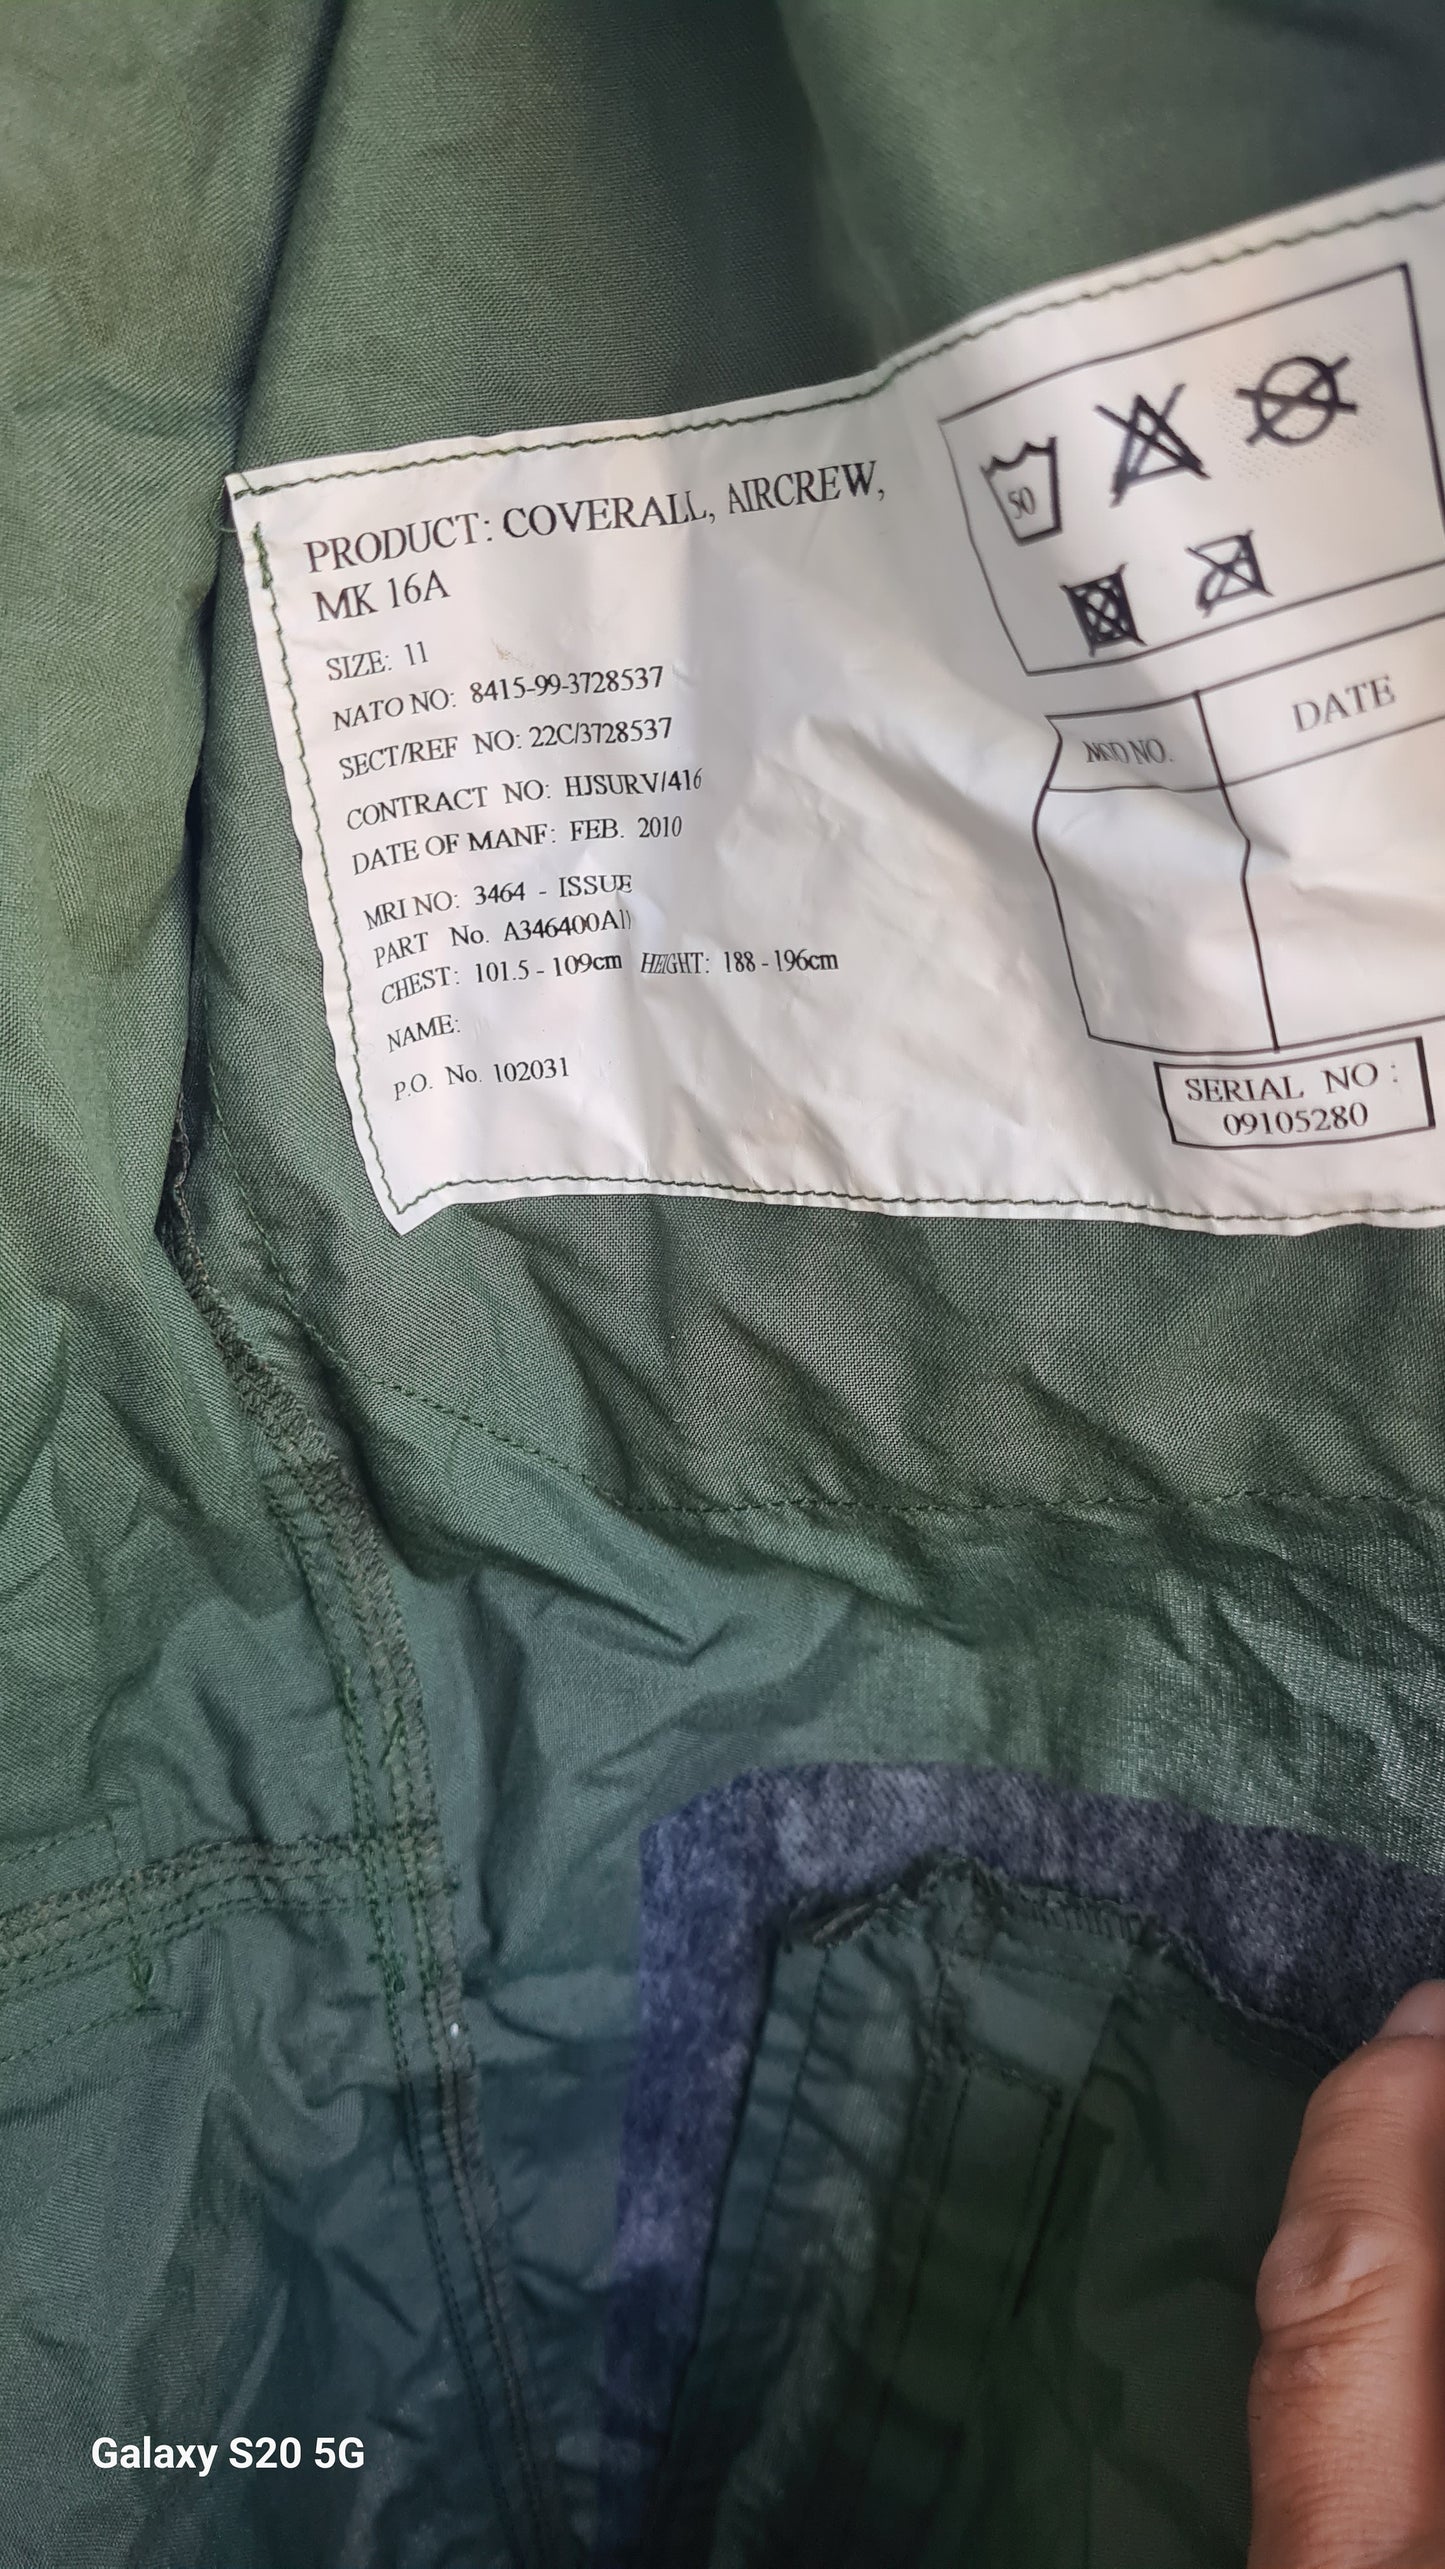 PRODUCT: COVERALL, AIRCREW,
MK 16A
SIZE: 11
NATO NO: 8415-99-3728537
SECT/REF NO: 22C/3728537
CONTRACT NO: HJSURV/416
DATE OF MANF: FEB. 2010
MRI NO: 3464 - ISSUE
PART No.
CHEST: 101.5 - 109cm HEIGHT: 188 - 196cm
NAME:
P.O. No. 102031
50
MOD NO.
DATE
SERIAL NO :
09105280
Galaxy S20 5G